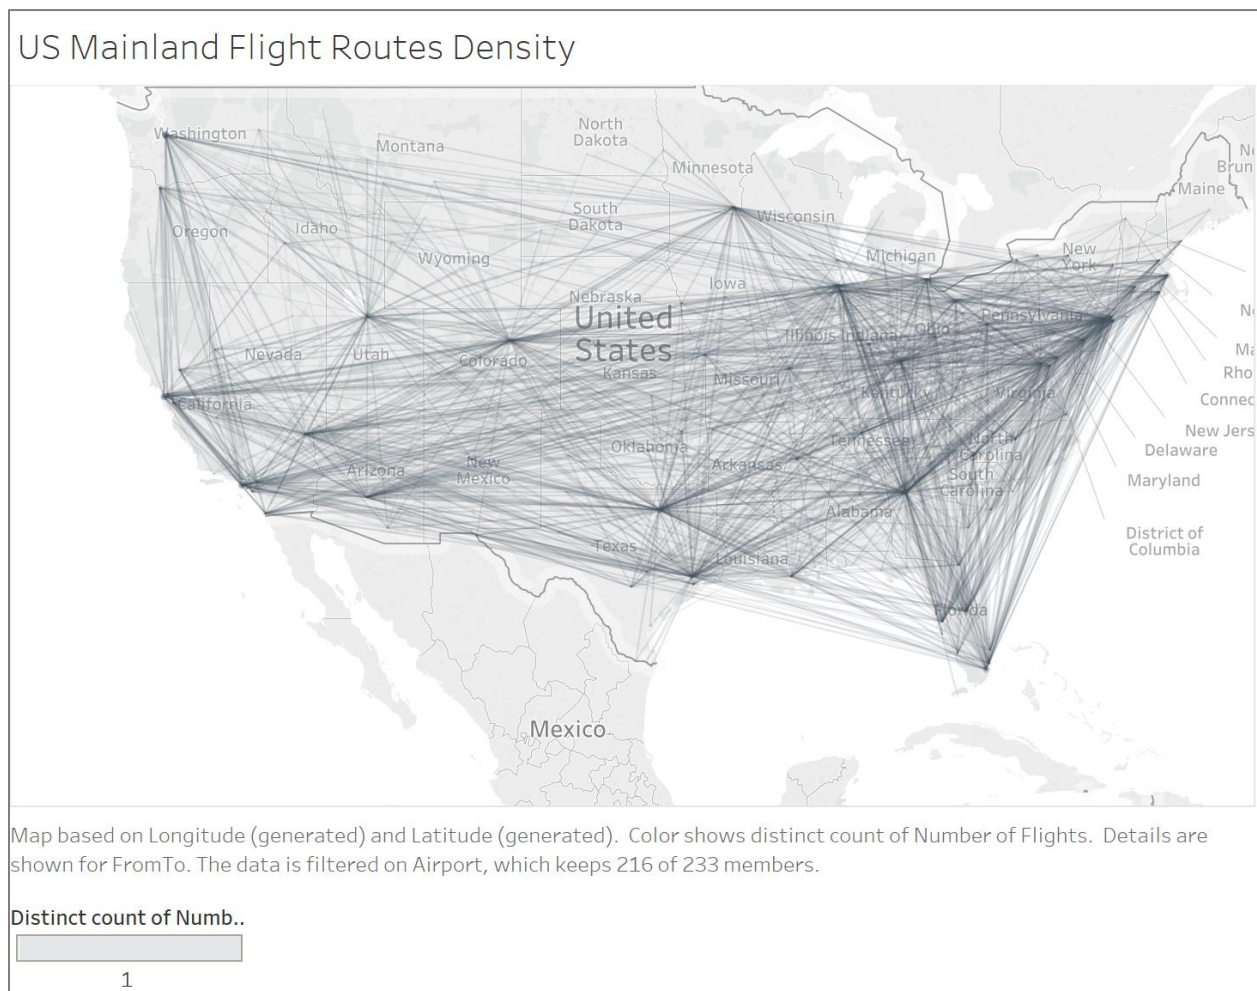 US Mainland Flight Routes Density
Washington
Montana
North
Dakota
Minnesota
Maine
Oregon
Idaho
South
Dakota
Wisconsin
Wyoming
Michigan
New
York
Iowa
Nebraska
United
States
Pennsylvania
Illinois
Indiana
Ohio
Nevada
Utah
Colorado
Kansas
Missouri
Kentucky
Virginia
California
Oklahoma
Tennessee
North
Carolina
Arizona
New
Mexico
Arkansas
South
Carolina
New Jers
Delaware
Maryland
Alabama
Texas
Louisiana
District of
Columbia
Florida
Mexico
Map based on Longitude (generated) and Latitude (generated).  Color shows distinct count of Number of Flights.  Details are
shown for FromTo. The data is filtered on Airport, which keeps 216 of 233 members.
Distinct count of Numb..
1